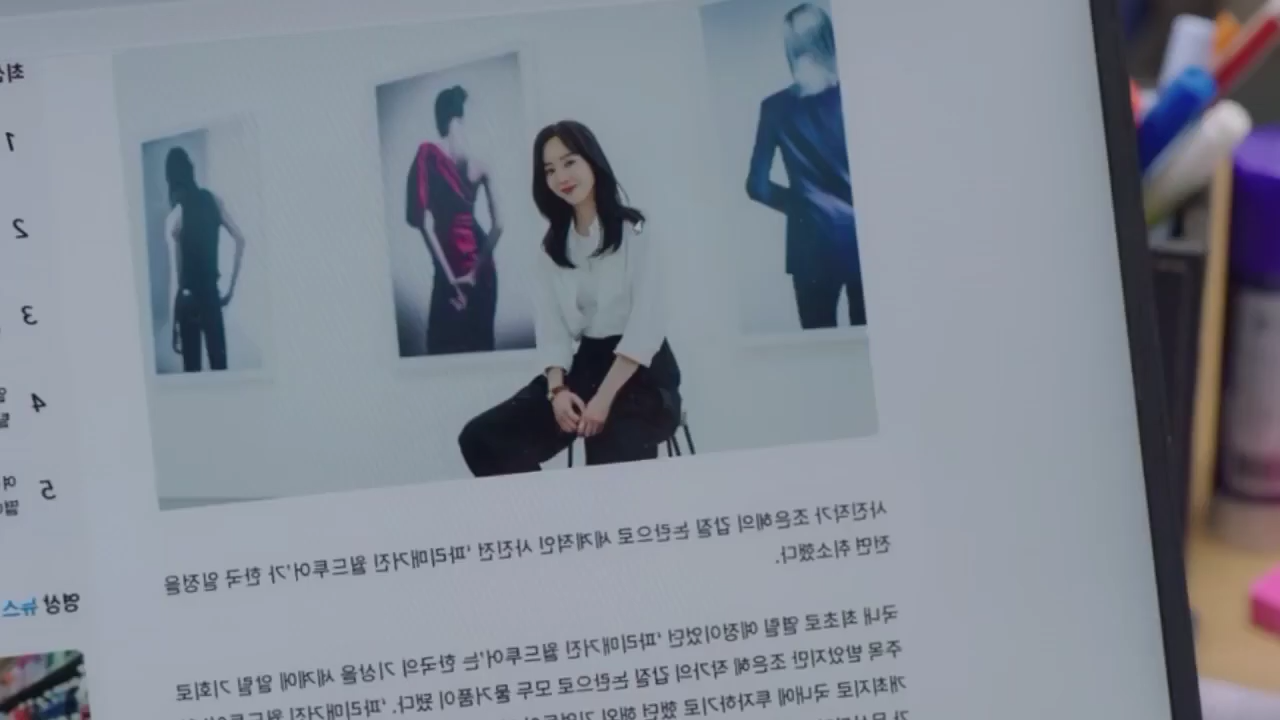 1
2
3
4
5
영상 뉴스
사진작가 조은혜의 갑질 논란으로 세계적인 사진전 '파리매거진 월드투어'가 한국 일정을
전면 취소했다.
국내 최초로 열릴 예정이었던 '파리매거진 월드투어'는 한국의 기상을 세계에 알릴 기회로
주목 받았지만 조은혜 작가의 갑질 논란으로 모두 물거품이 됐다. '파리매거진 월드투어
개최지로 국내에 투자하기로 했던 해외